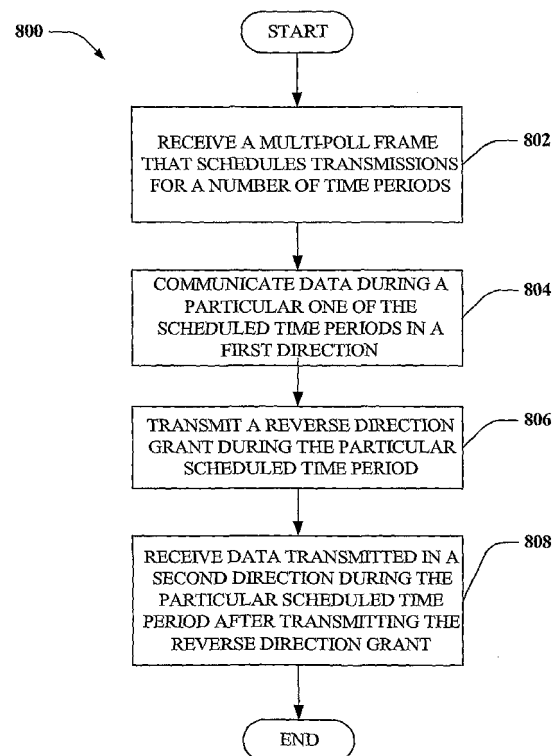 800
START
RECEIVE A MULTI-POLL FRAME
THAT SCHEDULES TRANSMISSIONS
FOR A NUMBER OF TIME PERIODS
802
COMMUNICATE DATA DURING A
PARTICULAR ONE OF THE
SCHEDULED TIME PERIODS IN A
FIRST DIRECTION
804
TRANSMIT A REVERSE DIRECTION
GRANT DURING THE PARTICULAR
SCHEDULED TIME PERIOD
806
RECEIVE DATA TRANSMITTED IN A
SECOND DIRECTION DURING THE
PARTICULAR SCHEDULED TIME
PERIOD AFTER TRANSMITTING THE
REVERSE DIRECTION GRANT
808
END